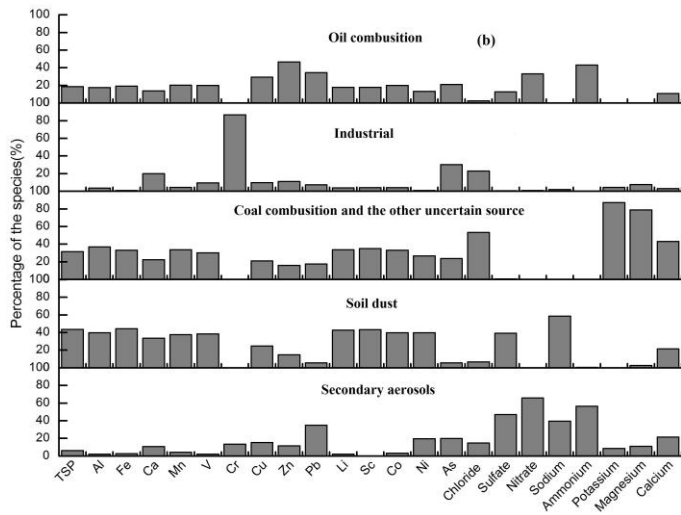 Percentage of the species(%)
100
80
60
40
20
Oil combusition
(b)
100
80
60
40
20
Industrial
100
80
60
40
20
Coal combusition and the other uncertain source
100
80
60
40
20
Soil dust
100
80
60
40
20
0
Secondary aerosols
TSP
Al
Fe
Ca
Mn
V
Cr
Cu
Zn
Pb
Li
Sc
Co
Ni
As
Chloride
Sulfate
Nitrate
Sodium
Ammonium
Potassium
Magnesium
Calcium